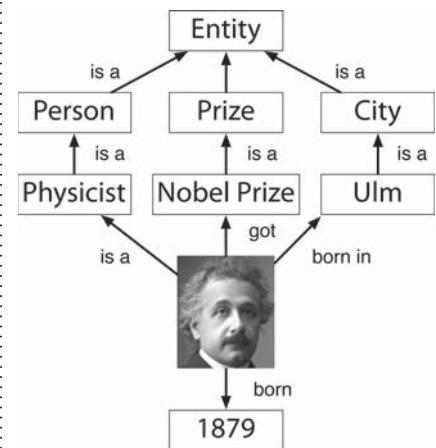 Entity
is a
is a
Person
Prize
City
is a
is a
is a
Physicist
Nobel Prize
Ulm
got
is a
born in
born
1879